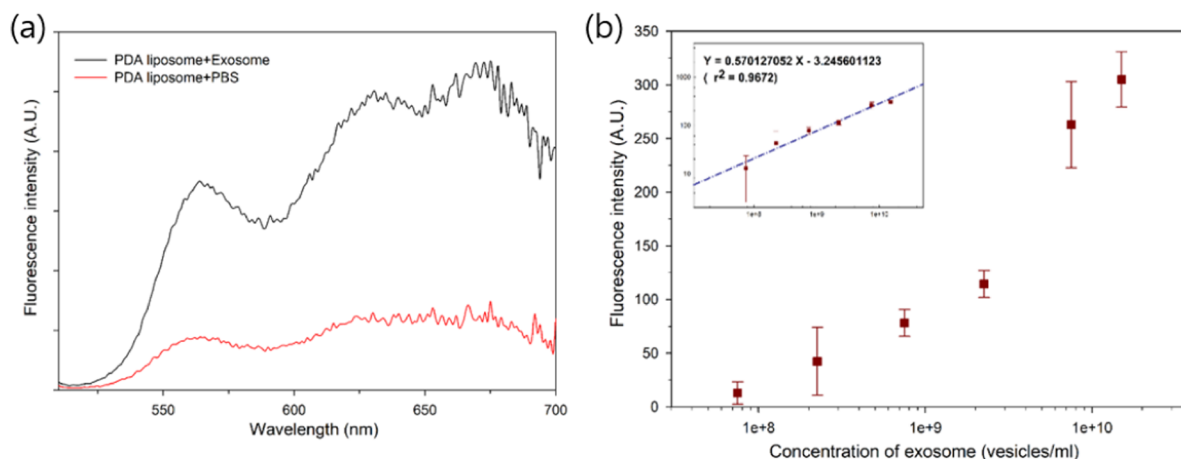 (a)
PDA liposome+Exosome
PDA liposome+PBS
Fluorescence intensity (A.U.)
550
600
650
700
Wavelength (nm)
(b)
350
300
250
200
150
100
50
0
Fluorescence intensity (A.U.)
Y = 0.570127052 X - 3.245601123
( r² = 0.9672)
1000
100
10
1e+8
1e+9
1e+10
1e+8
1e+9
1e+10
Concentration of exosome (vesicles/ml)